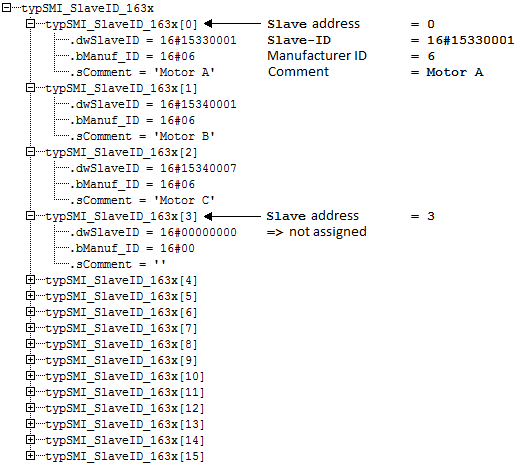 typSMI_SlaveID_163x
typSMI_SlaveID_163x[0] Slave address = 0
.dwSlaveID = 16#15330001 Slave-ID = 16#15330001
.bManuf_ID = 16#06 Manufacturer ID = 6
.sComment = 'Motor A' Comment = Motor A
typSMI_SlaveID_163x[1]
.dwSlaveID = 16#15340001
.bManuf_ID = 16#06
.sComment = 'Motor B'
typSMI_SlaveID_163x[2]
.dwSlaveID = 16#15340007
.bManuf_ID = 16#06
.sComment = 'Motor C'
typSMI_SlaveID_163x[3] Slave address = 3
.dwSlaveID = 16#00000000 => not assigned
.bManuf_ID = 16#00
.sComment = ''
typSMI_SlaveID_163x[4]
typSMI_SlaveID_163x[5]
typSMI_SlaveID_163x[6]
typSMI_SlaveID_163x[7]
typSMI_SlaveID_163x[8]
typSMI_SlaveID_163x[9]
typSMI_SlaveID_163x[10]
typSMI_SlaveID_163x[11]
typSMI_SlaveID_163x[12]
typSMI_SlaveID_163x[13]
typSMI_SlaveID_163x[14]
typSMI_SlaveID_163x[15]